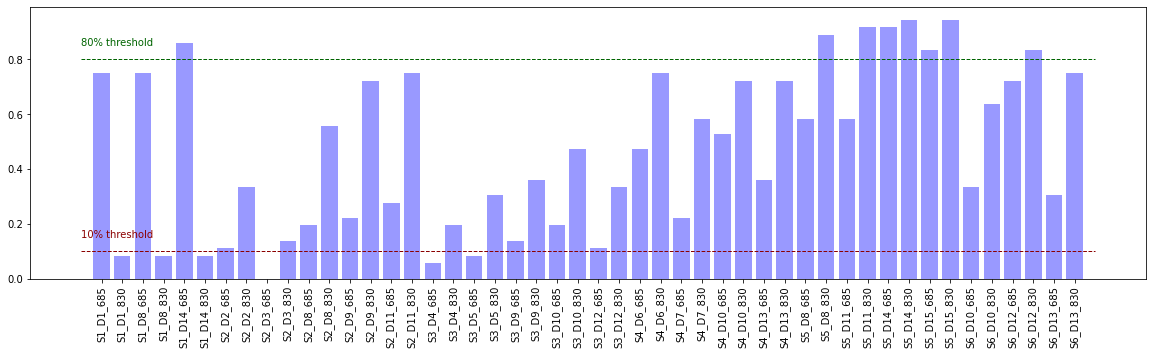 80% threshold
10% threshold
0.8
0.6
0.4
0.2
0.0
S1_D1_685
S1_D1_830
S1_D8_685
S1_D8_830
S1_D14_685
S1_D14_830
S2_D2_685
S2_D2_830
S2_D3_685
S2_D3_830
S2_D8_685
S2_D8_830
S2_D9_685
S2_D9_830
S2_D11_685
S2_D11_830
S3_D4_685
S3_D4_830
S3_D5_685
S3_D5_830
S3_D9_685
S3_D9_830
S3_D10_685
S3_D10_830
S3_D12_685
S3_D12_830
S4_D6_685
S4_D6_830
S4_D7_685
S4_D7_830
S4_D10_685
S4_D10_830
S4_D13_685
S4_D13_830
S5_D8_685
S5_D8_830
S5_D11_685
S5_D11_830
S5_D14_685
S5_D14_830
S5_D15_685
S5_D15_830
S6_D10_685
S6_D10_830
S6_D12_685
S6_D12_830
S6_D13_685
S6_D13_830